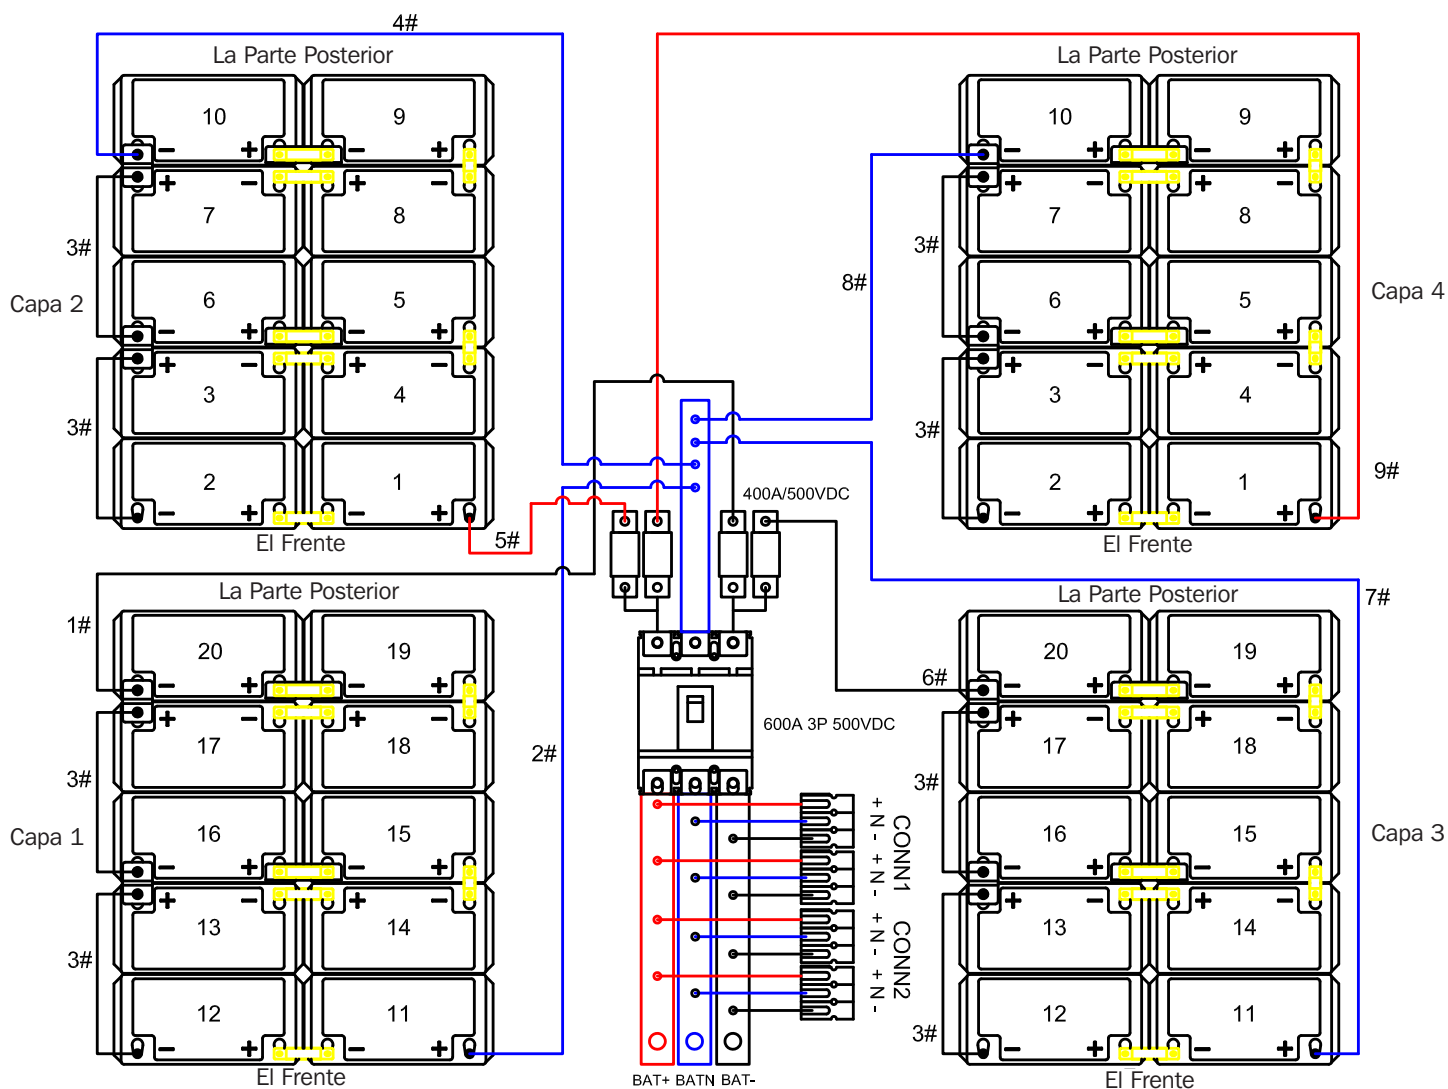 4#
La Parte Posterior
10 9
- + - +
+ - + -
7 8
3#
6 5
Capa 2
- + - +
+ - + -
3 4
3#
2 1
- + - +
5#
El Frente
La Parte Posterior
10 9
- + - +
+ - + -
7 8
3#
8#
6 5
Capa 4
- + - +
+ - + -
3 4
3#
2 1
9#
- + - +
El Frente
400A/500VDC
La Parte Posterior
1#
20 19
- + - +
+ - + -
17 18
3#
2#
16 15
Capa 1
- + - +
+ - + -
13 14
3#
12 11
- + - +
El Frente
600A 3P 500VDC
+ N - + N -
CONN1
+ N - + N -
CONN2
BAT+ BATN BAT-
La Parte Posterior
7#
6#
20 19
- + - +
+ - + -
17 18
3#
16 15
Capa 3
- + - +
+ - + -
13 14
3#
12 11
- + - +
El Frente